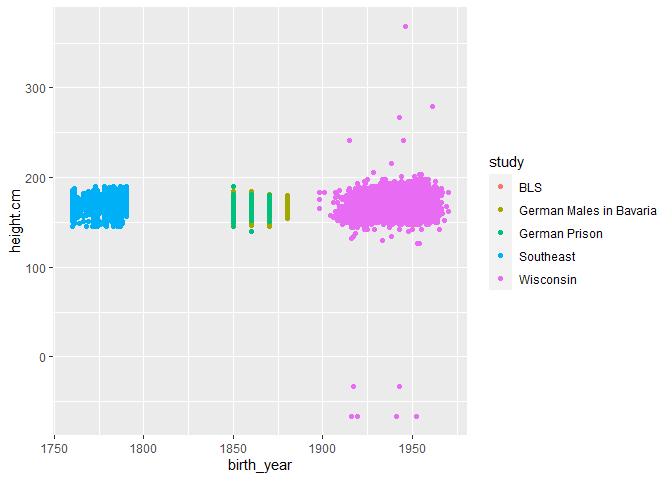 300
200
100
0
height.cm
1750
1800
1850
1900
1950
birth_year
study
BLS
German Males in Bavaria
German Prison
Southeast
Wisconsin